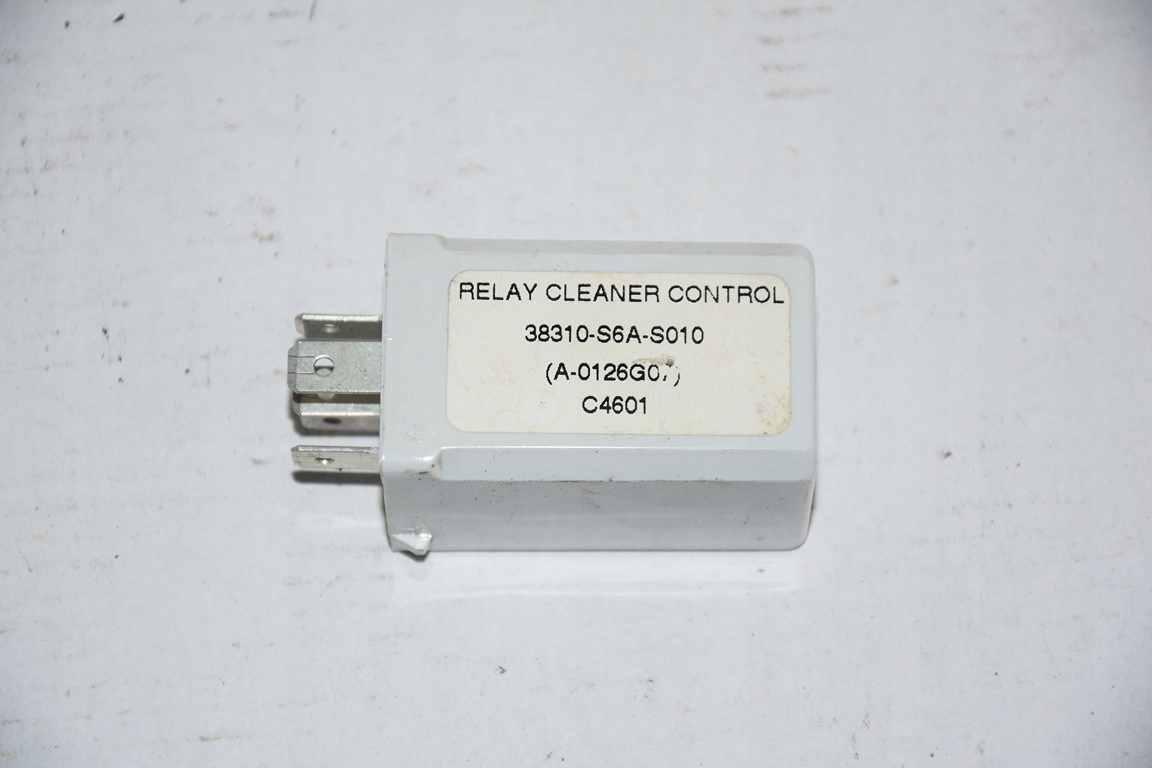 RELAY CLEANER CONTROL
38310-S6A-S010
(A-0126G07)
C4601